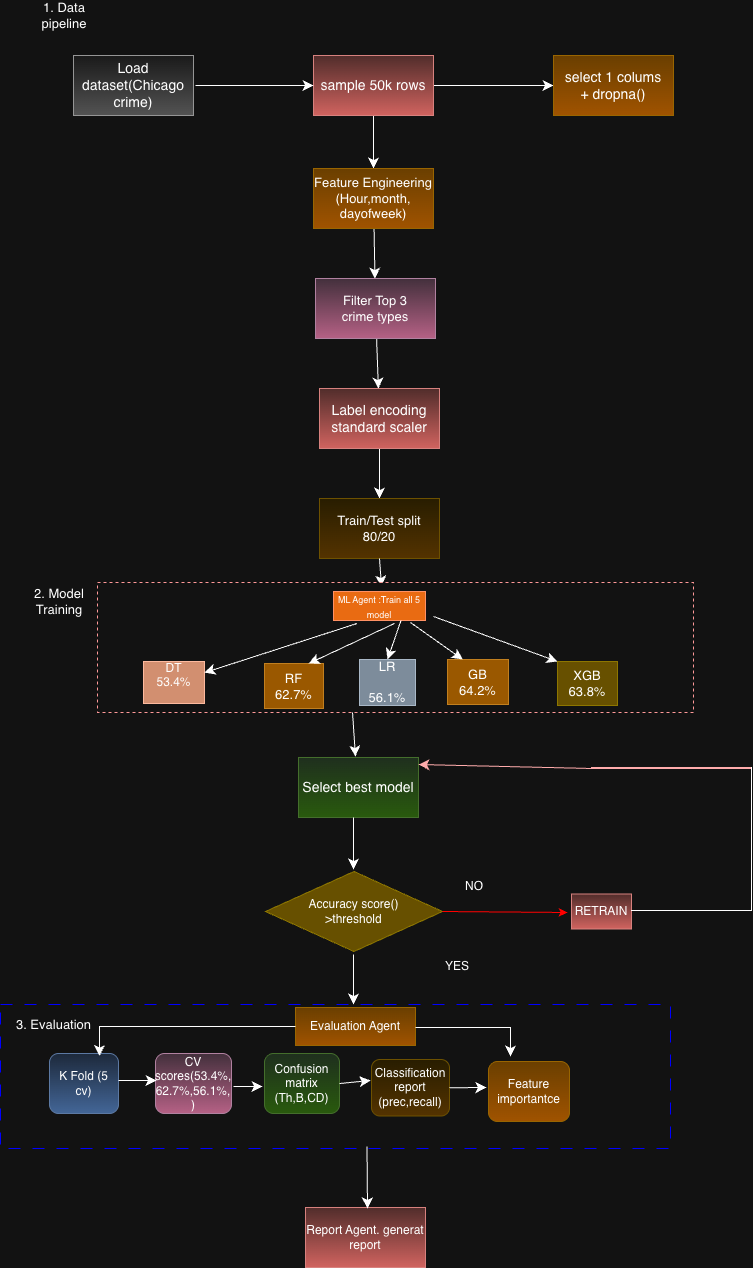 1. Data
pipeline
Load
dataset(Chicago
crime)
sample 50k rows
select 1 colums
+ dropna()
Feature Engineering
(Hour,month,
dayofweek)
Filter Top 3
crime types
Label encoding
standard scaler
Train/Test split
80/20
2. Model
Training
ML Agent :Train all 5
model
DT
53.4%
RF
62.7%
LR
56.1%
GB
64.2%
XGB
63.8%
Select best model
Accuracy score()
>threshold
NO
RETRAIN
YES
3. Evaluation
Evaluation Agent
K Fold (5
cv)
CV
scores(53.4%,
62.7%,56.1%,
)
Confusion
matrix
(Th,B,CD)
Classification
report
(prec,recall)
Feature
importantce
Report Agent. generat
report